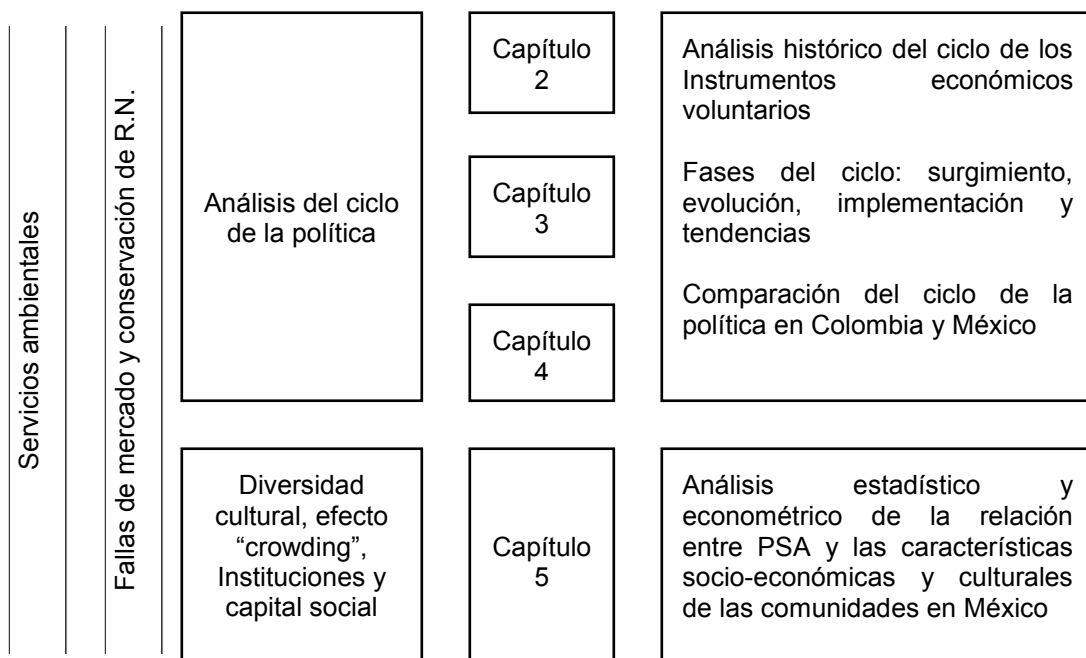 Servicios ambientales
Fallas de mercado y conservación de R.N.
Análisis del ciclo
de la política
Capítulo
2
Capítulo
3
Capítulo
4
Análisis histórico del ciclo de los
Instrumentos económicos
voluntarios
Fases del ciclo: surgimiento,
evolución, implementación y
tendencias
Comparación del ciclo de la
política en Colombia y México
Diversidad
cultural, efecto
“crowding”,
Instituciones y
capital social
Capítulo
5
Análisis estadístico y
econométrico de la relación
entre PSA y las características
socio-económicas y culturales
de las comunidades en México